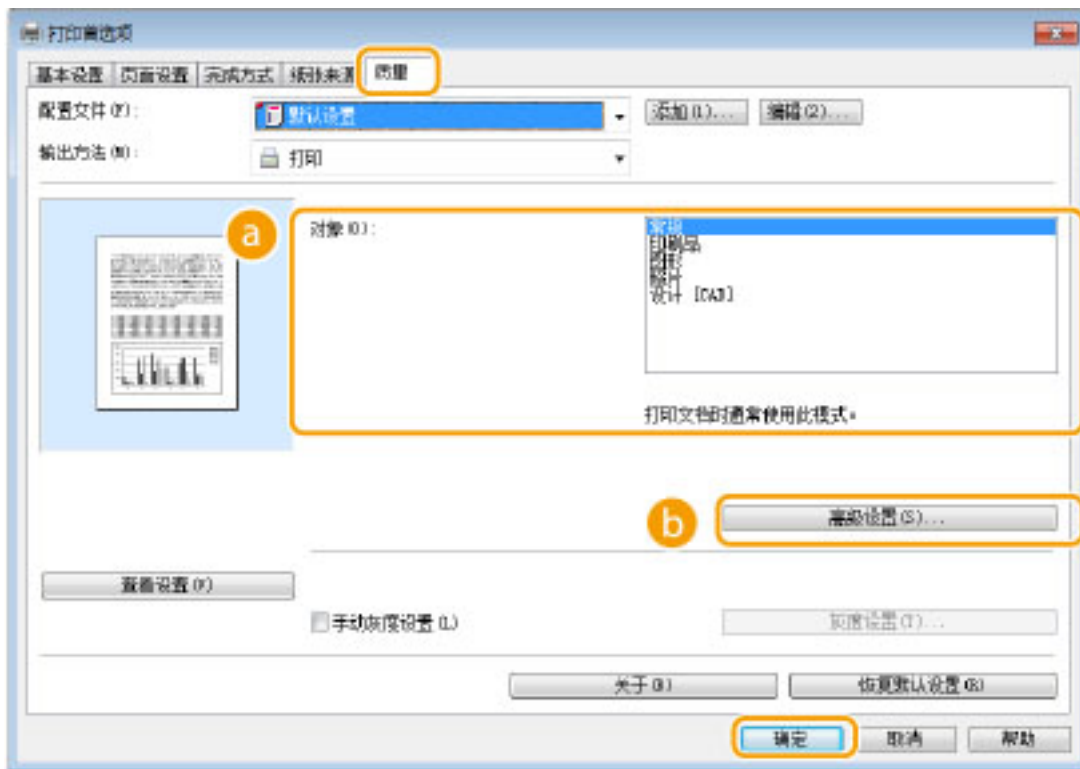 打印首选项
基本设置 页面设置 完成方式 纸张来源 质量
配置文件(F): 默认设置 添加(1)... 编辑(2)...
输出方法(M): 打印
a 对象(O): 常规
印刷品
图形
照片
设计 [CAD]
打印文档时通常使用此模式。
b 高级设置(S)...
查看设置(V)
手动灰度设置(L) 灰度设置(T)...
关于(B) 恢复默认设置(R)
确定 取消 帮助